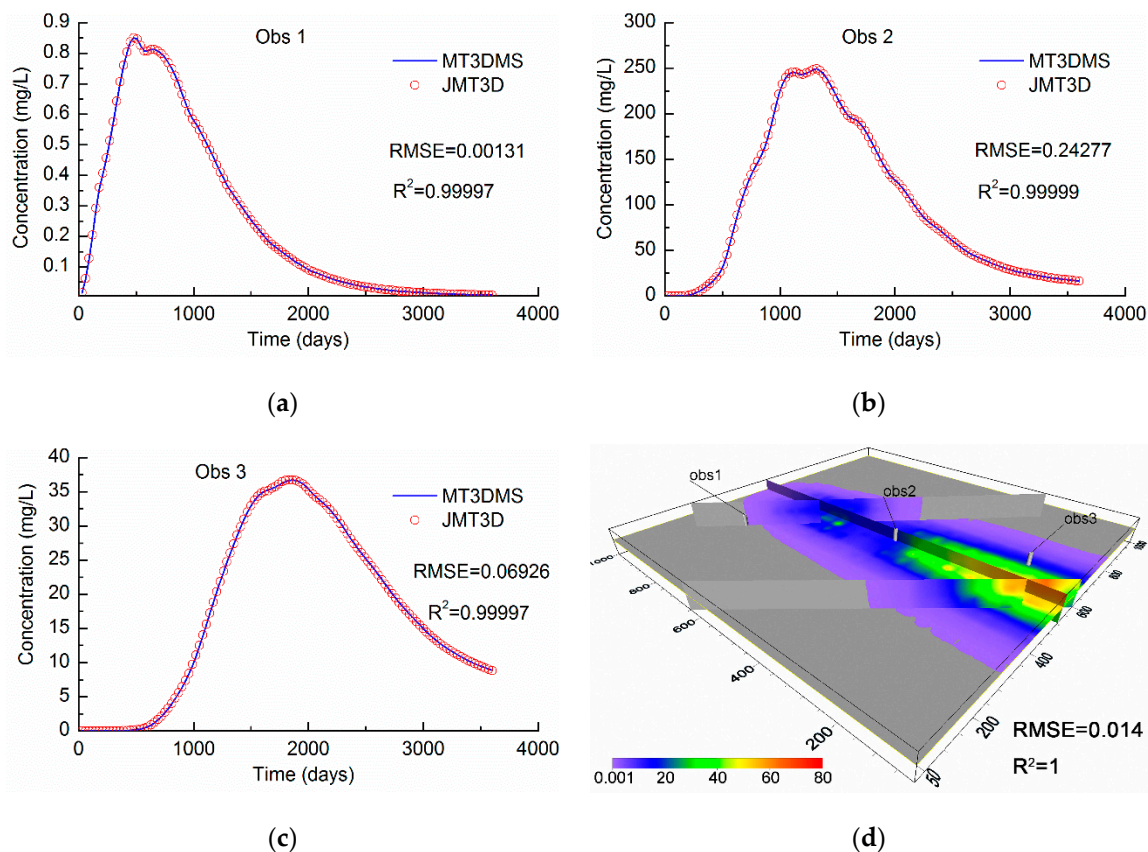 Obs 1
MT3DMS
JMT3D
RMSE=0.00131
R²=0.99997
Concentration (mg/L)
0.9
0.8
0.7
0.6
0.5
0.4
0.3
0.2
0.1
0 1000 2000 3000 4000
Time (days)
(a)
Obs 2
MT3DMS
JMT3D
RMSE=0.24277
R²=0.99999
Concentration (mg/L)
300
250
200
150
100
50
0
0 1000 2000 3000 4000
Time (days)
(b)
Obs 3
MT3DMS
JMT3D
RMSE=0.06926
R²=0.99997
Concentration (mg/L)
40
35
30
25
20
15
10
5
0
0 1000 2000 3000 4000
Time (days)
(c)
obs1
obs2
obs3
1000
800
600
400
200
50
200
400
600
800
RMSE=0.014
R²=1
0.001 20 40 60 80
(d)